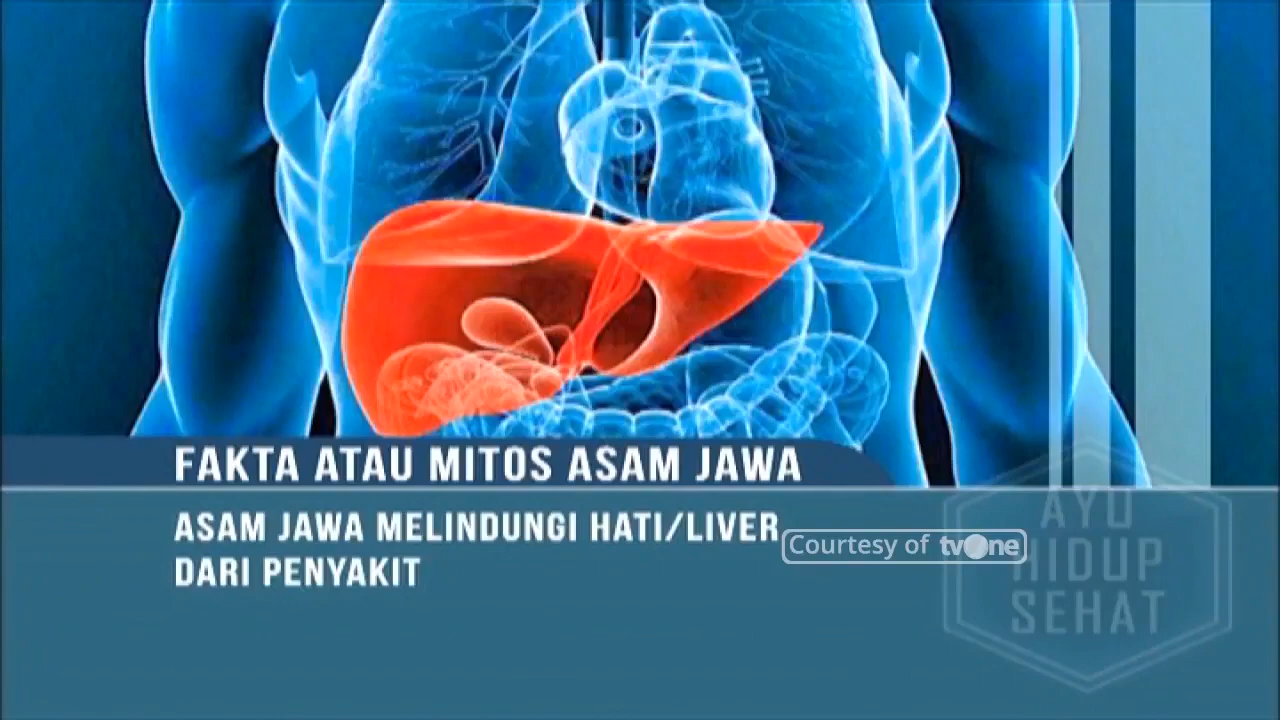 FAKTA ATAU MITOS ASAM JAWA
ASAM JAWA MELINDUNGI HATI/LIVER
DARI PENYAKIT
Courtesy of tvOne
AYO
HIDUP
SEHAT